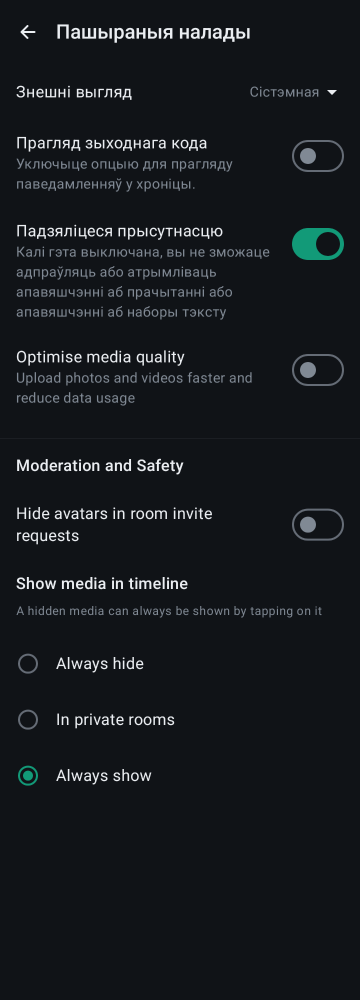 Пашыраныя налады
Знешні выгляд
Сістэмная
Прагляд зыходнага кода
Уключыце опцыю для прагляду
паведамленняў у хроніцы.
Падзяліцеся прысутнасцю
Калі гэта выключана, вы не зможаце
адпраўляць або атрымліваць
апавяшчэнні аб прачытанні або
апавяшчэнні аб наборы тэксту
Optimise media quality
Upload photos and videos faster and
reduce data usage
Moderation and Safety
Hide avatars in room invite
requests
Show media in timeline
A hidden media can always be shown by tapping on it
Always hide
In private rooms
Always show